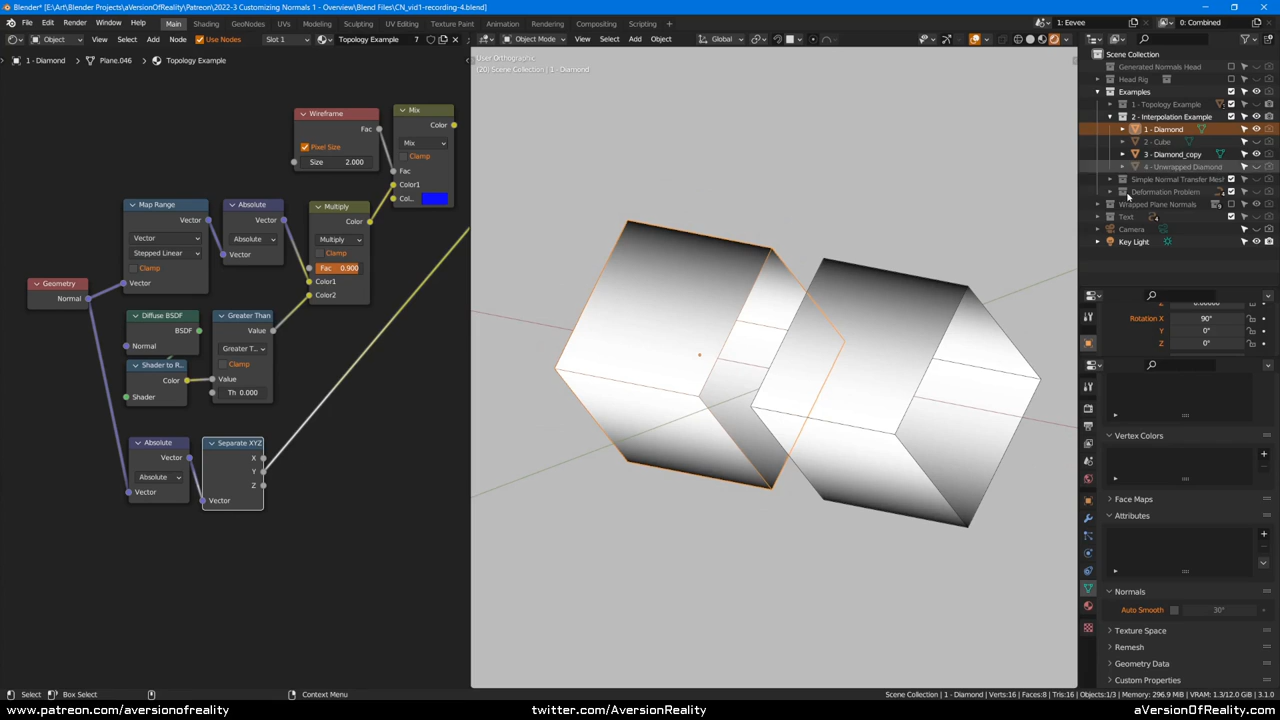 Blender* [E:\Art\Blender Projects\Patreon\2022-3 Customizing Normals 1 - Overview\Blend Files\CN_vid1-recording-4.blend]
File Edit Render Window Help Main Shading GeoNodes UVs Modeling Sculpting UV Editing Texture Paint Animation Rendering Compositing Scripting + 1: Eevee 0: Combined
Object View Select Add Node Use Nodes Slot 1 Topology Example 7 Object Mode View Select Add Object Global
1 - Diamond > Plane.046 > Topology Example
User Orthographic
(20) Scene Collection | 1 - Diamond
Wireframe
Fac
Pixel Size
Size 2.000
Mix
Color
Mix
Clamp
Fac
Color1
Col...
Map Range
Vector
Vector
Stepped Linear
Clamp
Vector
Absolute
Vector
Absolute
Vector
Multiply
Color
Multiply
Clamp
Fac 0.900
Color1
Color2
Geometry
Normal
Diffuse BSDF
BSDF
Normal
Shader to R...
Color
Shader
Greater Than
Value
Greater T...
Clamp
Value
Th 0.000
Absolute
Vector
Absolute
Vector
Separate XYZ
X
Y
Z
Vector
Scene Collection
Generated Normals Head
Head Rig
Examples
1 - Topology Example
2 - Interpolation Example
1 - Diamond
2 - Cube
3 - Diamond_copy
4 - Unwrapped Diamond
Simple Normal Transfer Mesh
Deformation Problem
Wrapped Plane Normals
Text
Camera
Key Light
Rotation X 90°
Y 0°
Z 0°
Vertex Colors
Face Maps
Attributes
Normals
Auto Smooth 30°
Texture Space
Remesh
Geometry Data
Custom Properties
Select Box Select Context Menu Scene Collection | 1 - Diamond | Verts:16 | Faces:8 | Tris:16 | Objects:1/3 | Memory: 296.9 MiB | VRAM: 1.3/12.0 GiB | 3.1.0
www.patreon.com/aversionofreality twitter.com/AversionReality aVersionOfReality.com